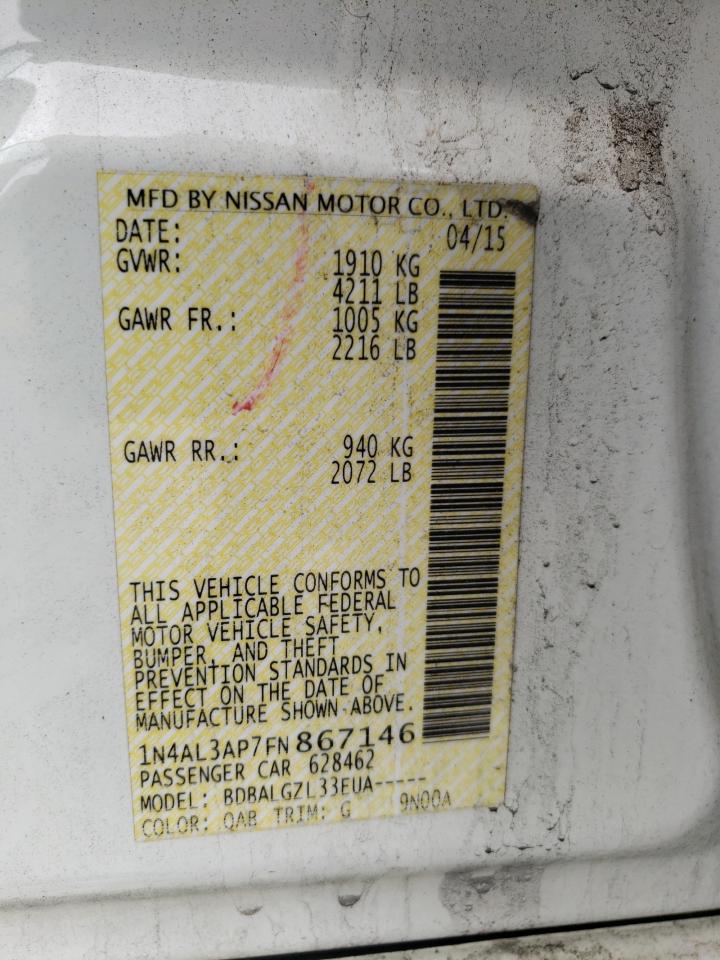 MFD BY NISSAN MOTOR CO., LTD.
DATE: 04/15
GVWR: 1910 KG
4211 LB
GAWR FR.: 1005 KG
2216 LB
GAWR RR.: 940 KG
2072 LB
THIS VEHICLE CONFORMS TO
ALL APPLICABLE FEDERAL
MOTOR VEHICLE SAFETY,
BUMPER, AND THEFT
PREVENTION STANDARDS IN
EFFECT ON THE DATE OF
MANUFACTURE SHOWN ABOVE.
1N4AL3AP7FN867146
PASSENGER CAR 628462
MODEL: BDBALGZL33EUA-----
COLOR: QAB TRIM: G 9N00A